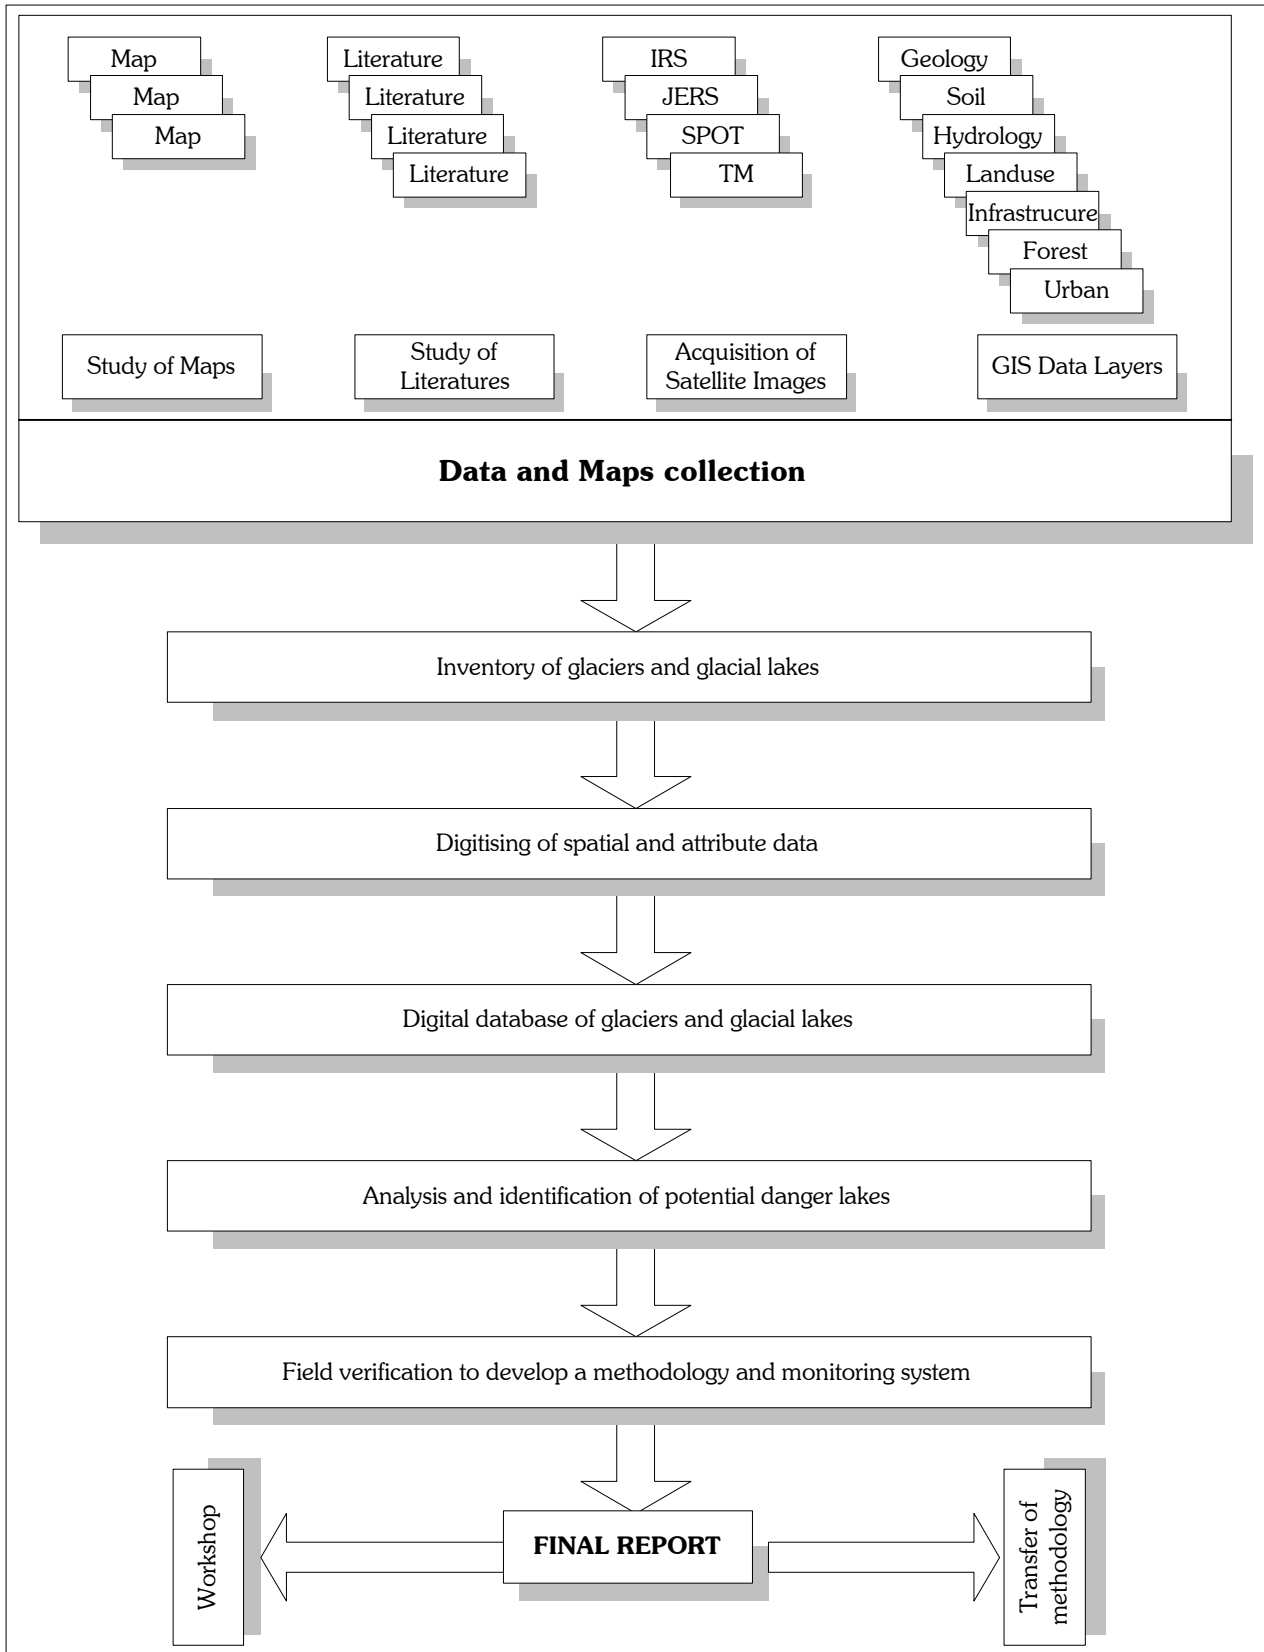 Map
Map
Map
Literature
Literature
Literature
Literature
IRS
JERS
SPOT
TM
Geology
Soil
Hydrology
Landuse
Infrastrucure
Forest
Urban
Study of Maps
Study of
Literatures
Acquisition of
Satellite Images
GIS Data Layers
Data and Maps collection
Inventory of glaciers and glacial lakes
Digitising of spatial and attribute data
Digital database of glaciers and glacial lakes
Analysis and identification of potential danger lakes
Field verification to develop a methodology and monitoring system
Workshop
FINAL REPORT
Transfer of
methodology